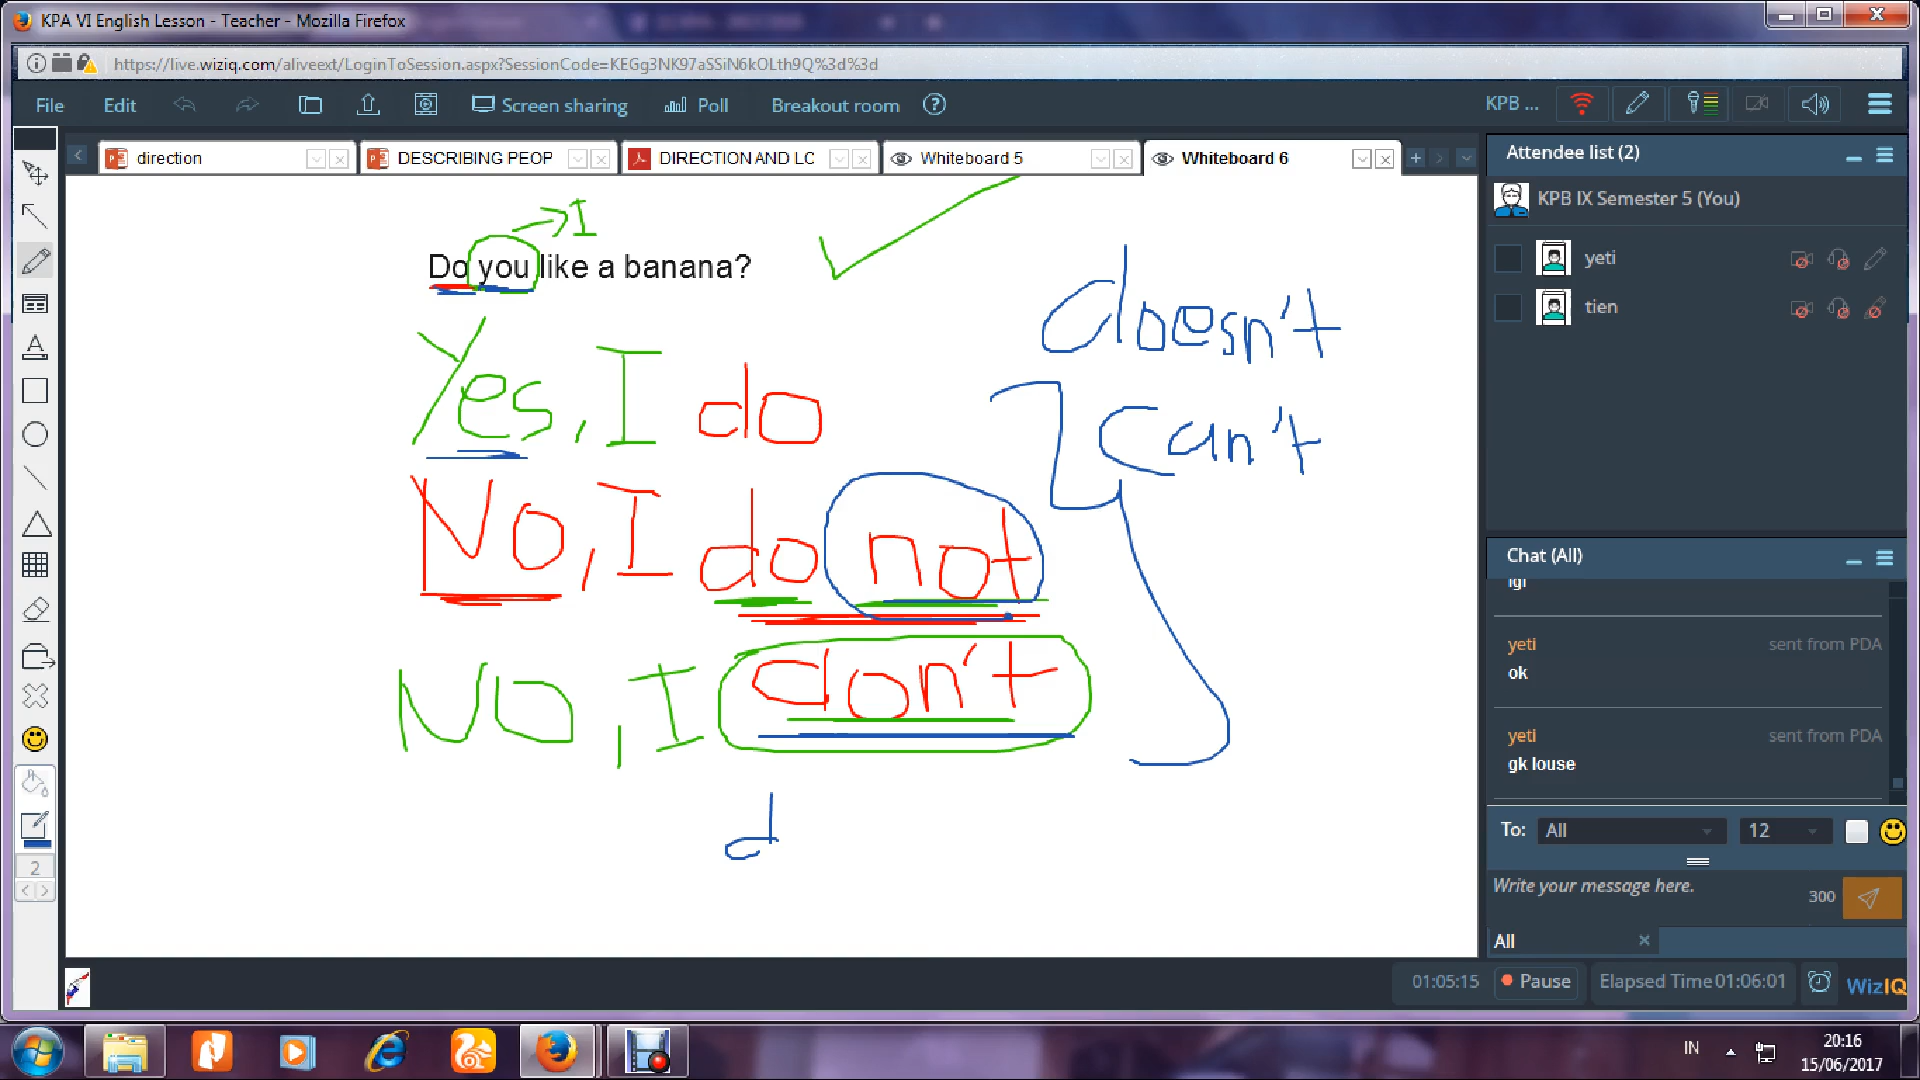 KPA VI English Lesson - Teacher - Mozilla Firefox
https://live.wiziq.com/aliveext/LoginToSession.aspx?SessionCode=KEGg3NK97aSSiN6kOLth9Q%3d%3d
File Edit Screen sharing Poll Breakout room ? KPB ...
direction DESCRIBING PEOP DIRECTION AND LC Whiteboard 5 Whiteboard 6
I
Do you like a banana?
Yes, I do
No, I do not
No, I don't
d
doesn't
can't
2
Attendee list (2)
KPB IX Semester 5 (You)
yeti
tien
Chat (All)
yeti sent from PDA
ok
yeti sent from PDA
gk louse
To: All 12
Write your message here. 300
All
01:05:15 Pause Elapsed Time 01:06:01 WizIQ
IN 20:16
15/06/2017